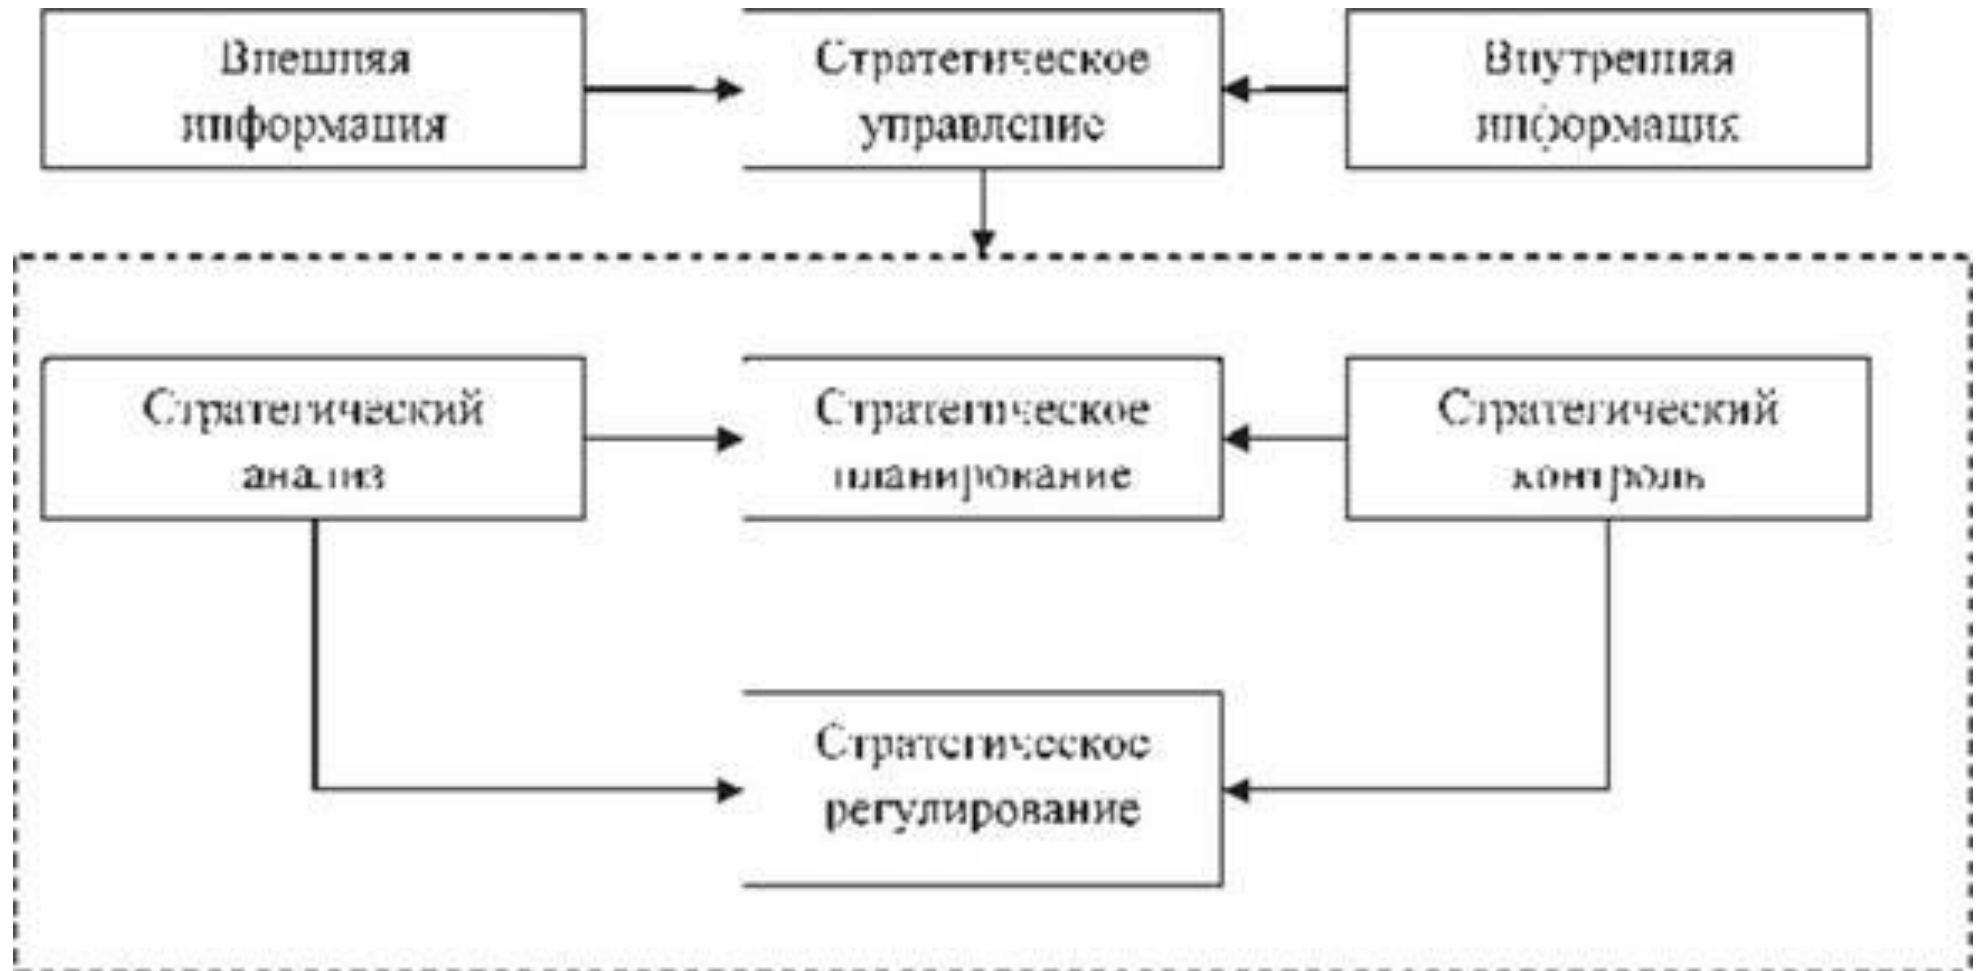 Внешняя
информация
Стратегическое
управление
Внутренняя
информация
Стратегический
анализ
Стратегическое
планирование
Стратегический
контроль
Стратегическое
регулирование